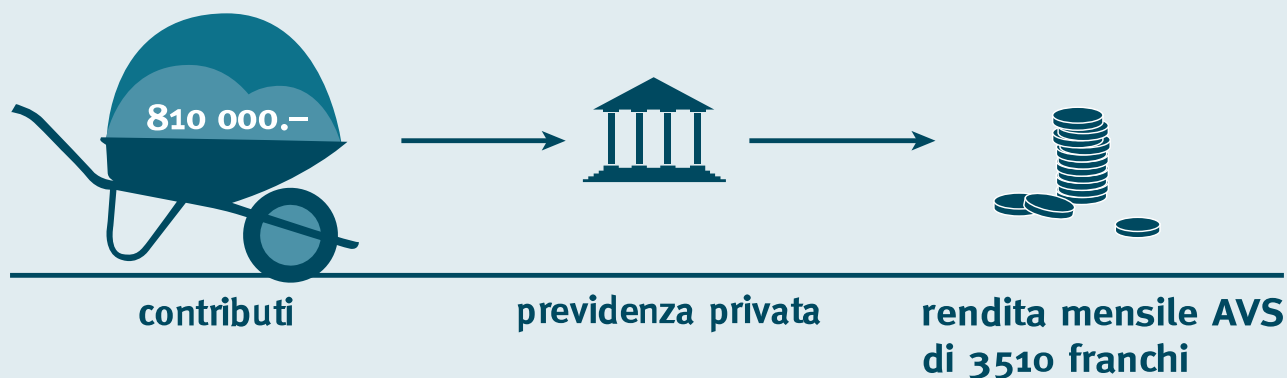 810 000.–
contributi
previdenza privata
rendita mensile AVS
di 3510 franchi